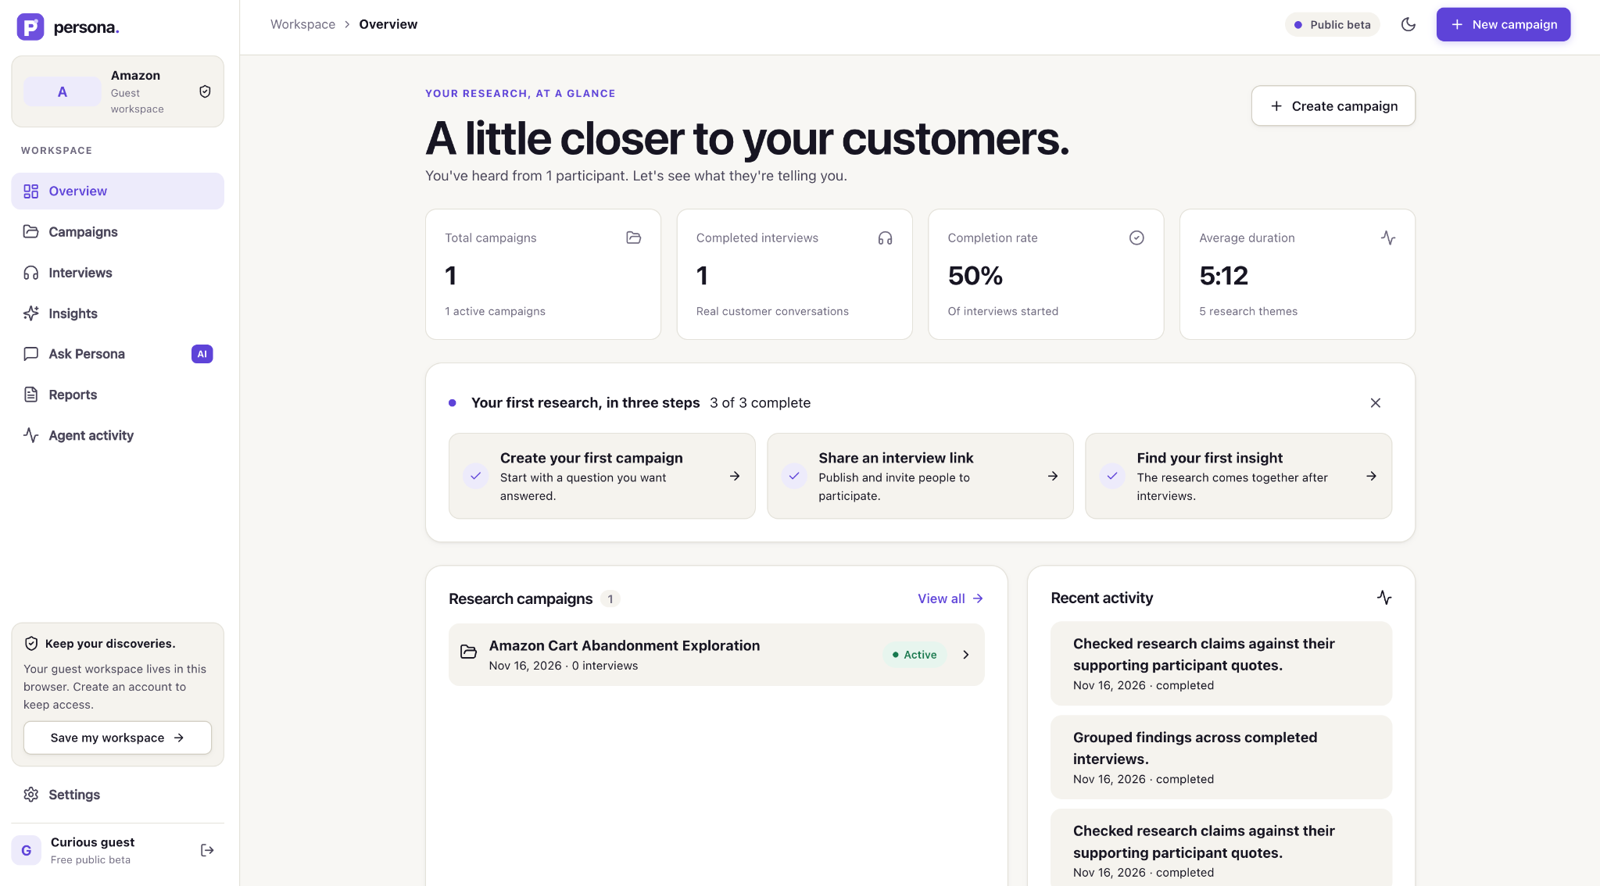 persona.
A
Amazon
Guest
workspace
WORKSPACE
Overview
Campaigns
Interviews
Insights
Ask Persona
AI
Reports
Agent activity
Keep your discoveries.
Your guest workspace lives in this
browser. Create an account to
keep access.
Save my workspace
Settings
G
Curious guest
Free public beta
Workspace
Overview
Public beta
New campaign
YOUR RESEARCH, AT A GLANCE
A little closer to your customers.
You've heard from 1 participant. Let's see what they're telling you.
Create campaign
Total campaigns
1
1 active campaigns
Completed interviews
1
Real customer conversations
Completion rate
50%
Of interviews started
Average duration
5:12
5 research themes
Your first research, in three steps 3 of 3 complete
Create your first campaign
Start with a question you want
answered.
Share an interview link
Publish and invite people to
participate.
Find your first insight
The research comes together after
interviews.
Research campaigns 1
View all
Amazon Cart Abandonment Exploration
Nov 16, 2026 · 0 interviews
Active
Recent activity
Checked research claims against their
supporting participant quotes.
Nov 16, 2026 · completed
Grouped findings across completed
interviews.
Nov 16, 2026 · completed
Checked research claims against their
supporting participant quotes.
Nov 16, 2026 · completed